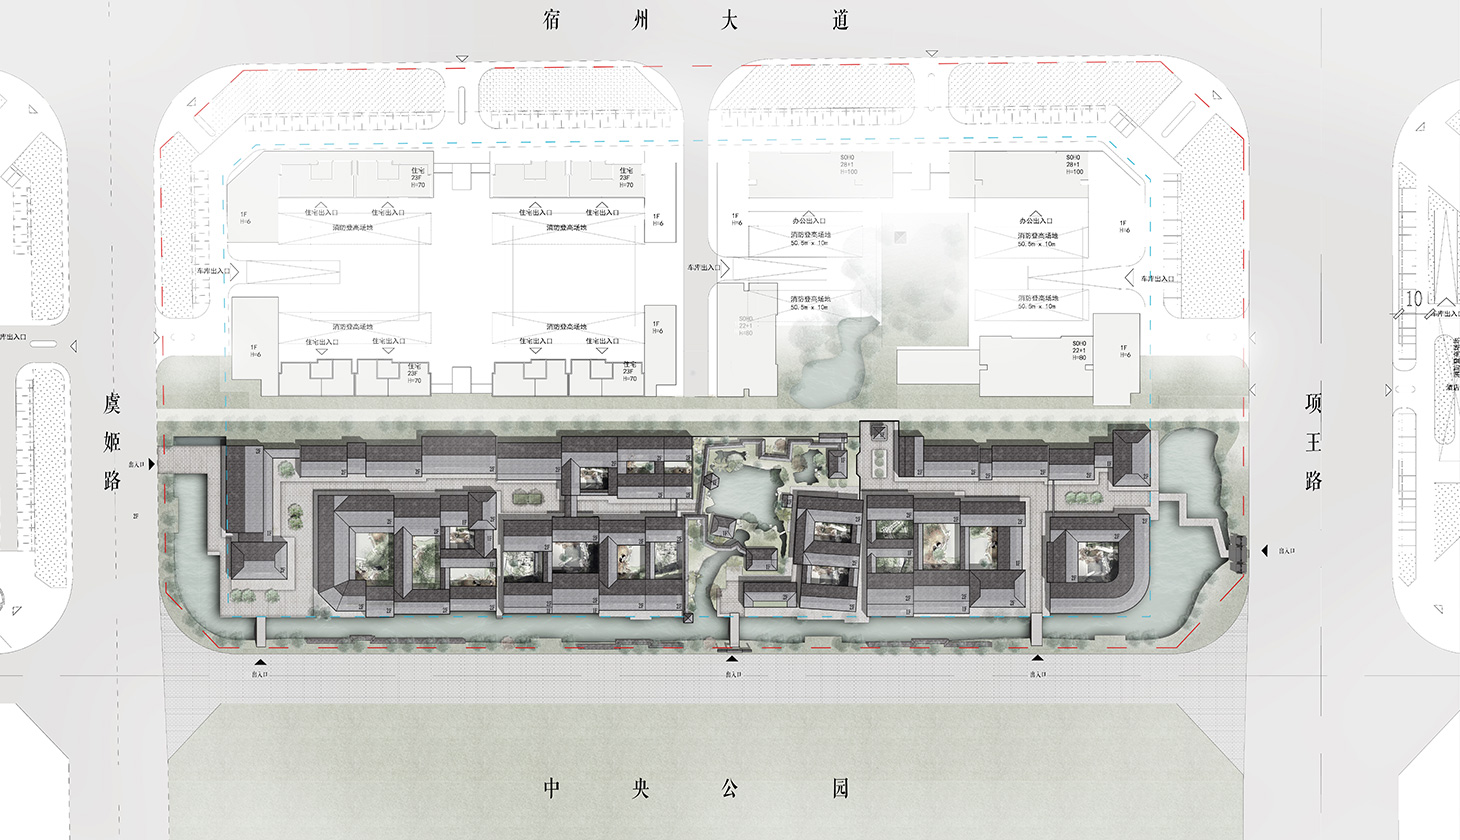 宿州大道
住宅
23F
H=70
住宅
23F
H=70
SOHO
28+1
H=100
SOHO
28+1
H=100
1F
H=6
住宅出入口
住宅出入口
住宅出入口
住宅出入口
1F
H=6
1F
H=6
办公出入口
办公出入口
1F
H=6
消防登高场地
消防登高场地
消防登高场地
50.5m x 10m
消防登高场地
50.5m x 10m
车库出入口
车库出入口
车库出入口
消防登高场地
50.5m x 10m
消防登高场地
50.5m x 10m
10
车库出入口
消防登高场地
消防登高场地
1F
H=6
SOHO
22+1
H=80
库出入口
1F
H=6
住宅出入口
住宅出入口
住宅出入口
住宅出入口
SOHO
22+1
H=80
1F
H=6
住宅
23F
H=70
住宅
23F
H=70
虞姬路
项王路
出入口
2F
出入口
出入口
出入口
出入口
中央公园